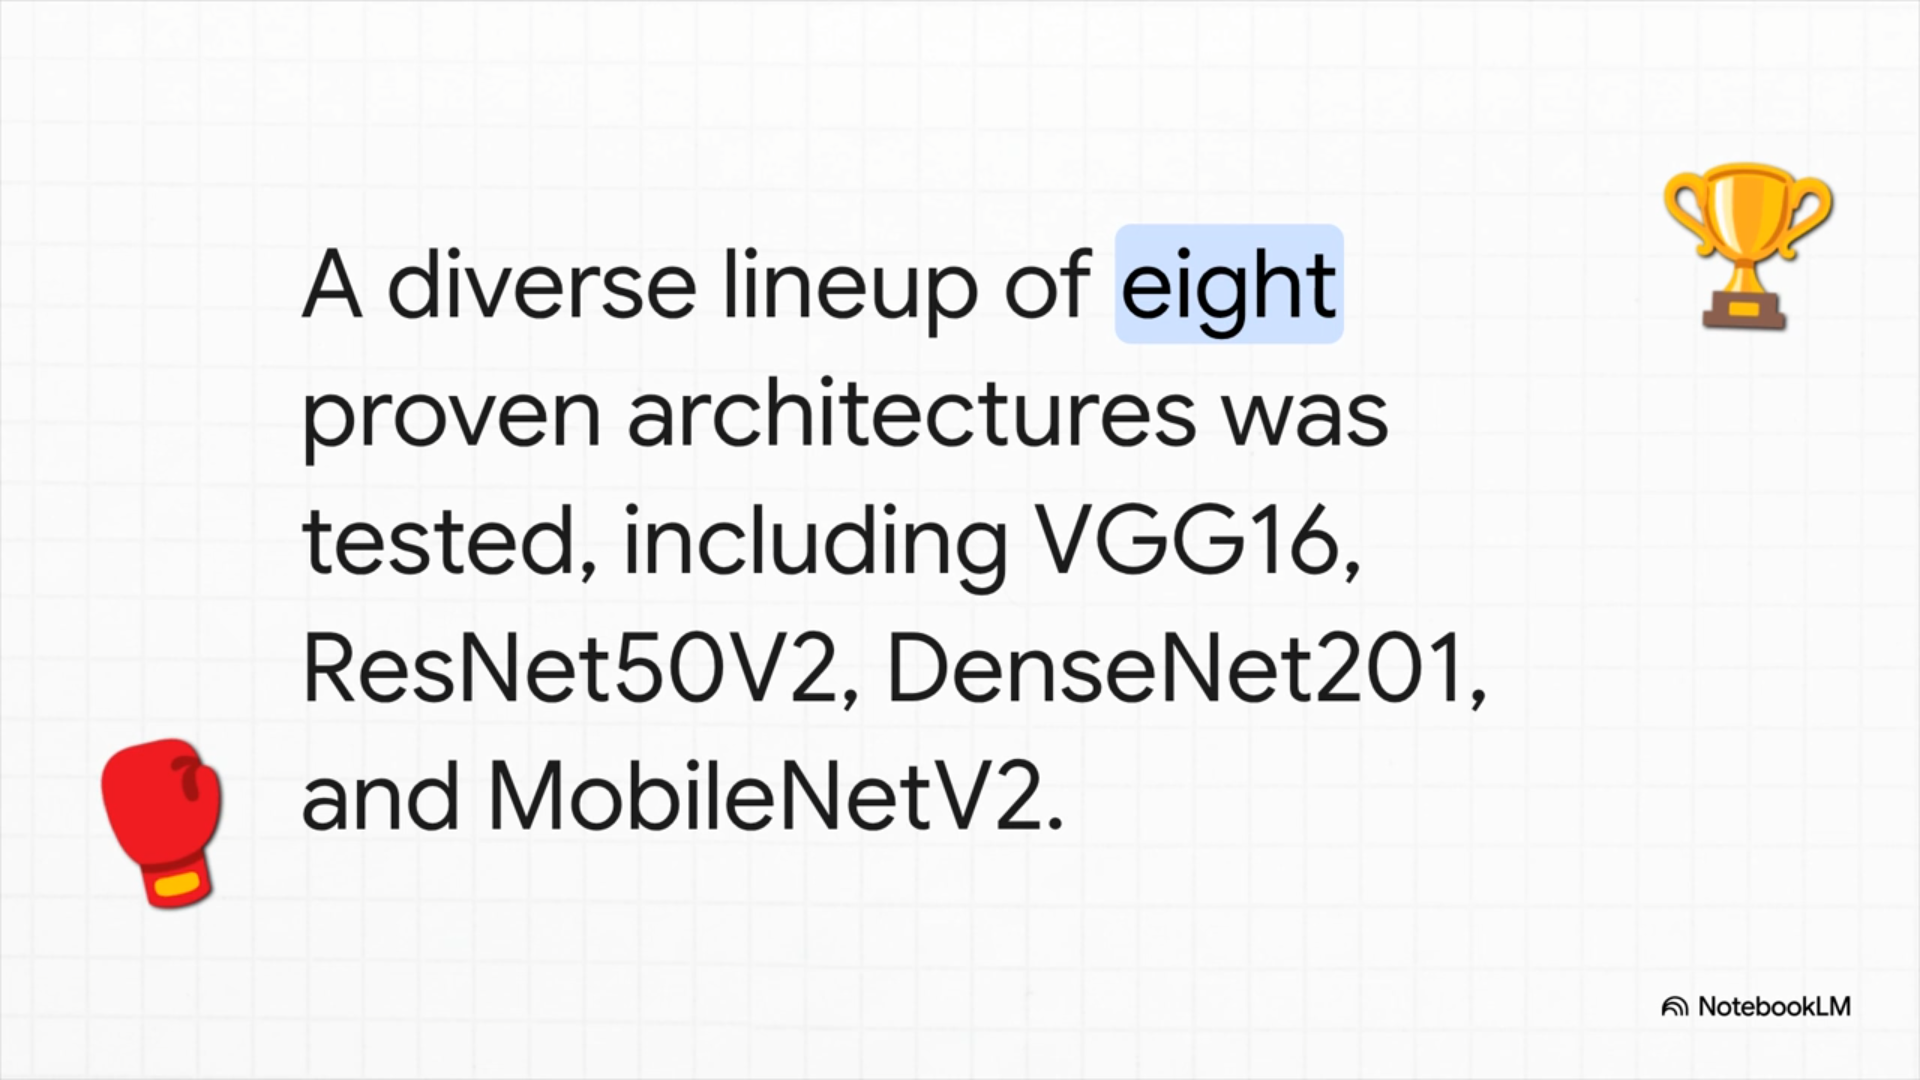 A diverse lineup of eight
proven architectures was
tested, including VGG16,
ResNet50V2, DenseNet201,
and MobileNetV2.
NotebookLM